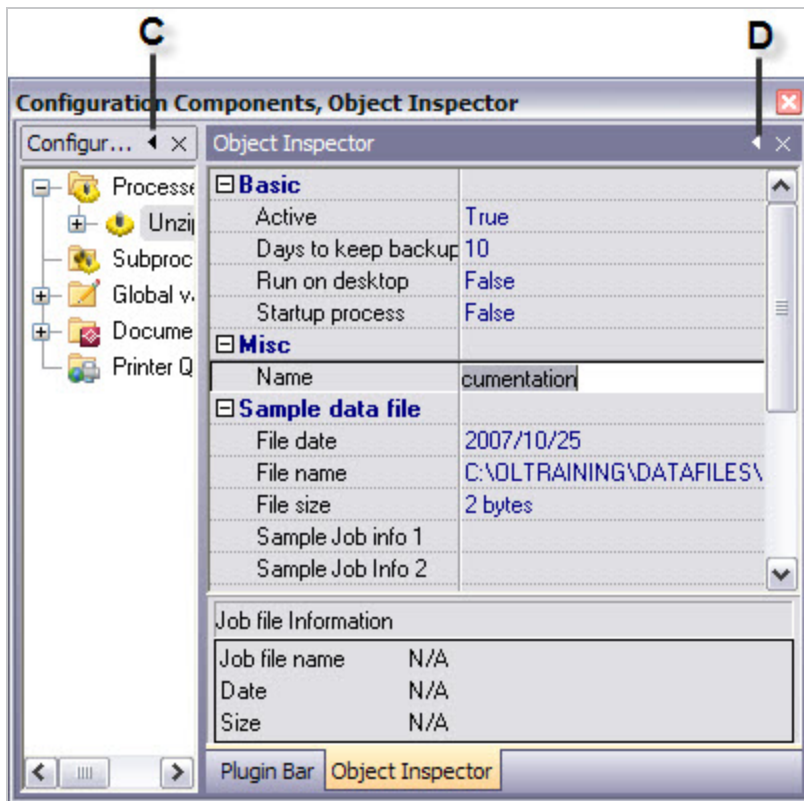 C D
Configuration Components, Object Inspector
Configur...
Processe
Unzip
Subproc
Global va
Docume
Printer Q
Object Inspector
Basic
Active True
Days to keep backup 10
Run on desktop False
Startup process False
Misc
Name cumentation
Sample data file
File date 2007/10/25
File name C:\OLTRAINING\DATAFILES\
File size 2 bytes
Sample Job info 1
Sample Job Info 2
Job file Information
Job file name N/A
Date N/A
Size N/A
Plugin Bar Object Inspector